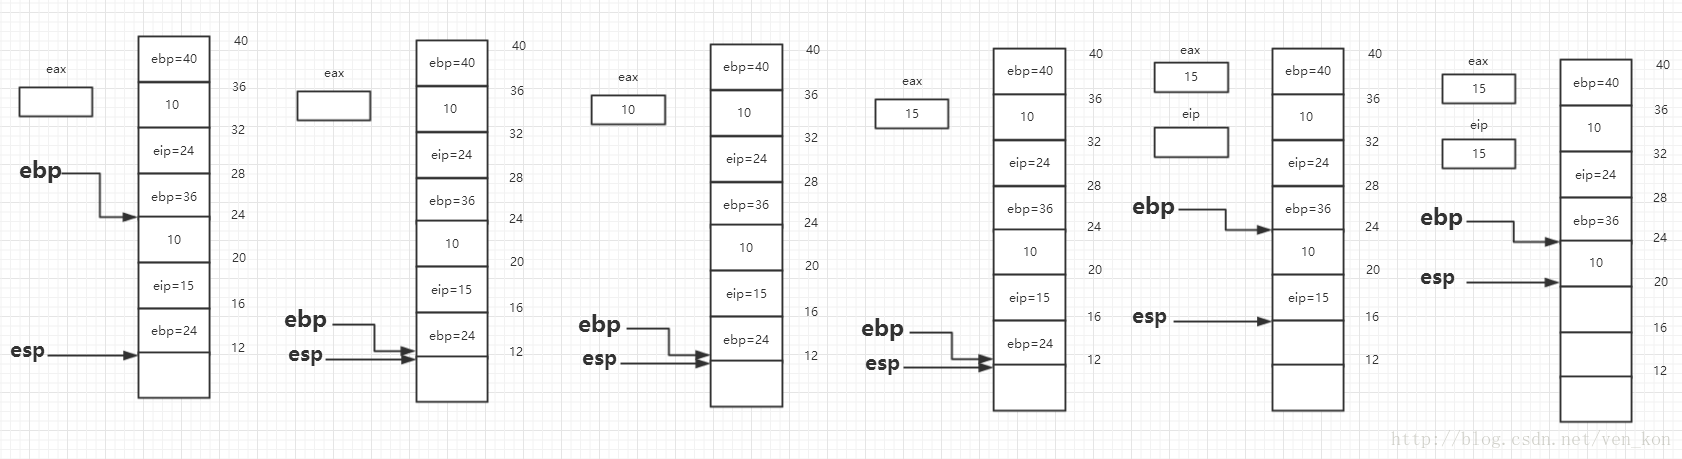 eax
ebp
esp
ebp=40
10
eip=24
ebp=36
10
eip=15
ebp=24
40
36
32
28
24
20
16
12
eax
ebp
esp
ebp=40
10
eip=24
ebp=36
10
eip=15
ebp=24
40
36
32
28
24
20
16
12
eax
10
ebp
esp
ebp=40
10
eip=24
ebp=36
10
eip=15
ebp=24
40
36
32
28
24
20
16
12
eax
15
ebp
esp
ebp=40
10
eip=24
ebp=36
10
eip=15
ebp=24
40
36
32
28
24
20
16
12
eax
15
eip
ebp
esp
ebp=40
10
eip=24
ebp=36
10
eip=15
40
36
32
28
24
20
16
12
eax
15
eip
15
ebp
esp
ebp=40
10
eip=24
ebp=36
10
40
36
32
28
24
20
16
12
http://blog.csdn.net/ven_kon